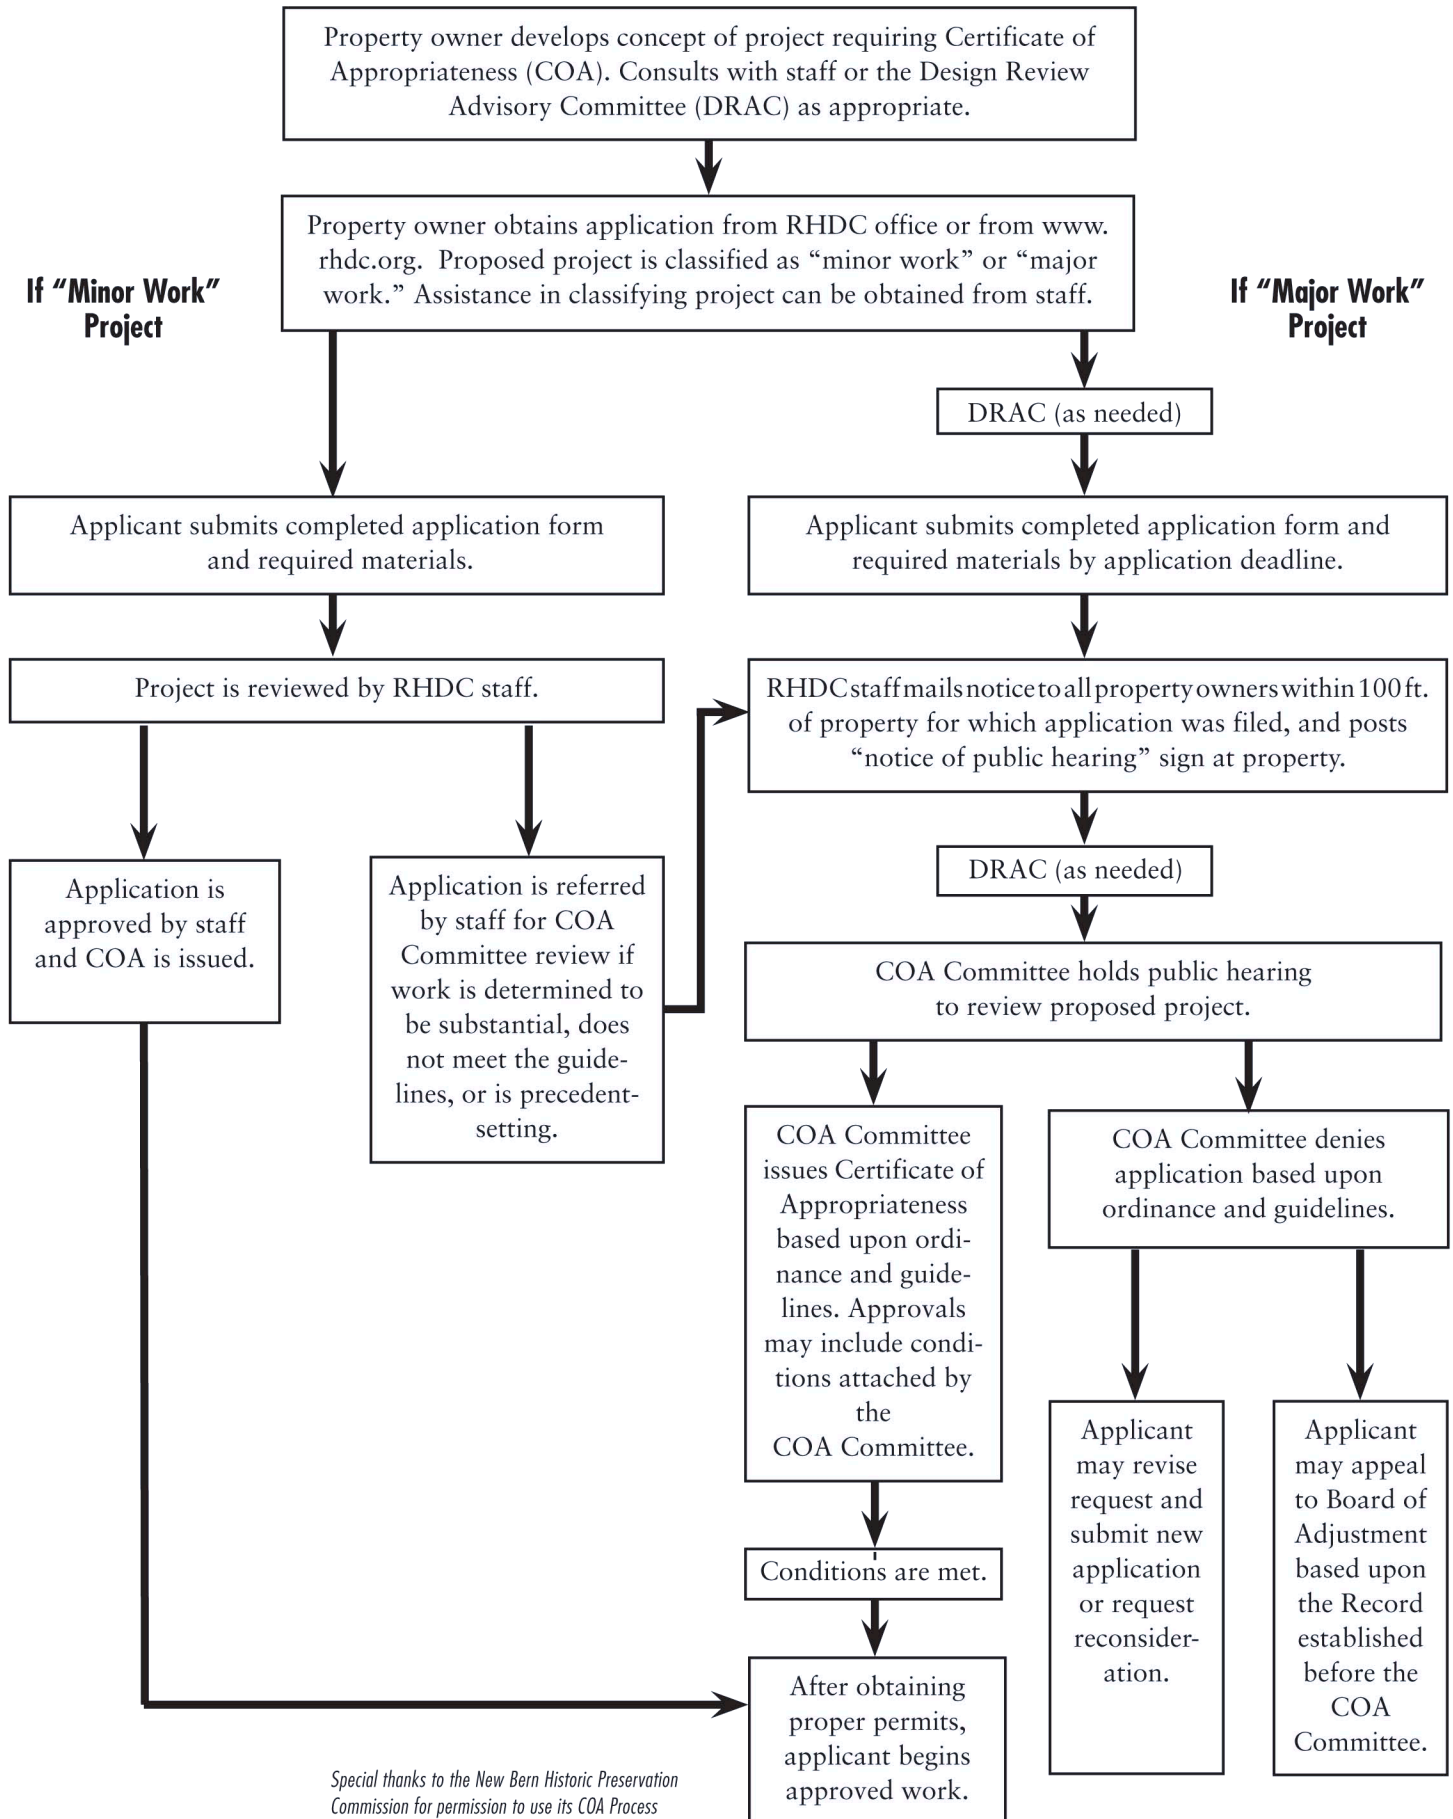 Property owner develops concept of project requiring Certificate of
Appropriateness (COA). Consults with staff or the Design Review
Advisory Committee (DRAC) as appropriate.
Property owner obtains application from RHDC office or from www.
rhdc.org. Proposed project is classified as “minor work” or “major
work.” Assistance in classifying project can be obtained from staff.
If “Minor Work”
Project
If “Major Work”
Project
DRAC (as needed)
Applicant submits completed application form
and required materials.
Applicant submits completed application form and
required materials by application deadline.
Project is reviewed by RHDC staff.
RHDC staff mails notice to all property owners within 100 ft.
of property for which application was filed, and posts
“notice of public hearing” sign at property.
DRAC (as needed)
Application is
approved by staff
and COA is issued.
Application is referred
by staff for COA
Committee review if
work is determined to
be substantial, does
not meet the guide-
lines, or is precedent-
setting.
COA Committee holds public hearing
to review proposed project.
COA Committee
issues Certificate of
Appropriateness
based upon ordi-
nance and guide-
lines. Approvals
may include condi-
tions attached by
the
COA Committee.
COA Committee denies
application based upon
ordinance and guidelines.
Applicant
may revise
request and
submit new
application
or request
reconsider-
ation.
Applicant
may appeal
to Board of
Adjustment
based upon
the Record
established
before the
COA
Committee.
Conditions are met.
After obtaining
proper permits,
applicant begins
approved work.
Special thanks to the New Bern Historic Preservation
Commission for permission to use its COA Process